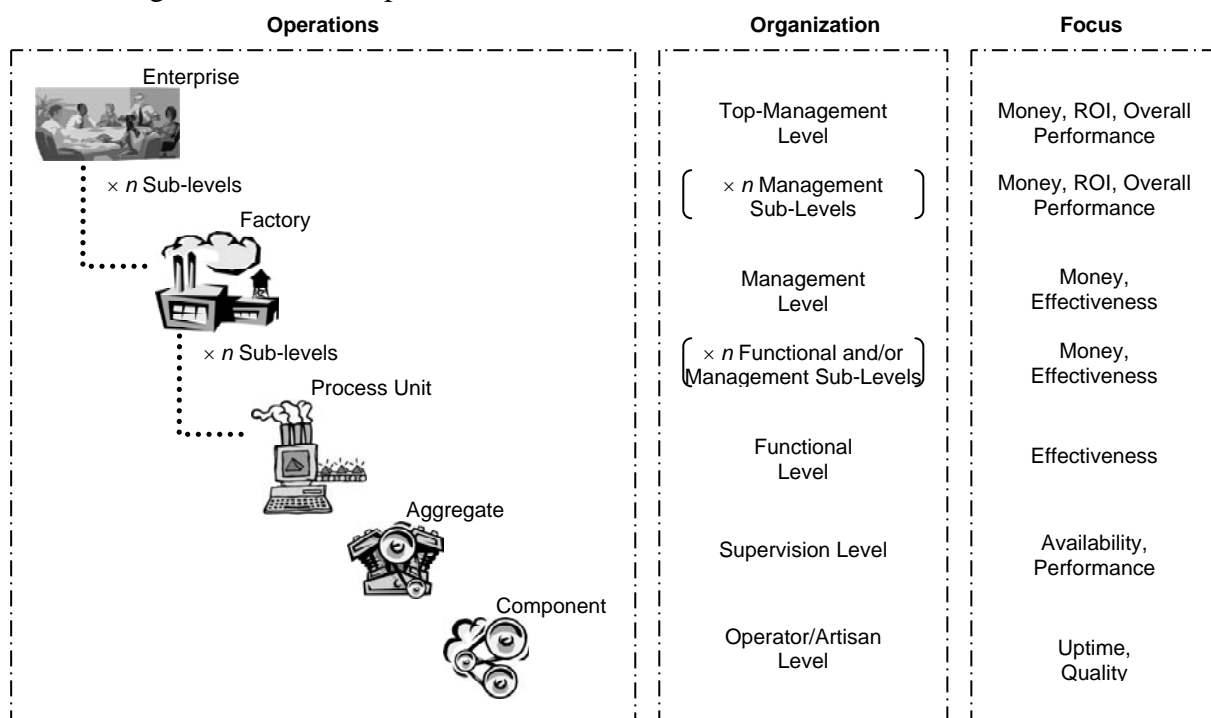 Operations
Organization
Focus
Enterprise
Top-Management
Level
Money, ROI, Overall
Performance
× n Sub-levels
× n Management
Sub-Levels
Money, ROI, Overall
Performance
Factory
Management
Level
Money,
Effectiveness
× n Sub-levels
× n Functional and/or
Management Sub-Levels
Money,
Effectiveness
Process Unit
Functional
Level
Effectiveness
Aggregate
Supervision Level
Availability,
Performance
Component
Operator/Artisan
Level
Uptime,
Quality